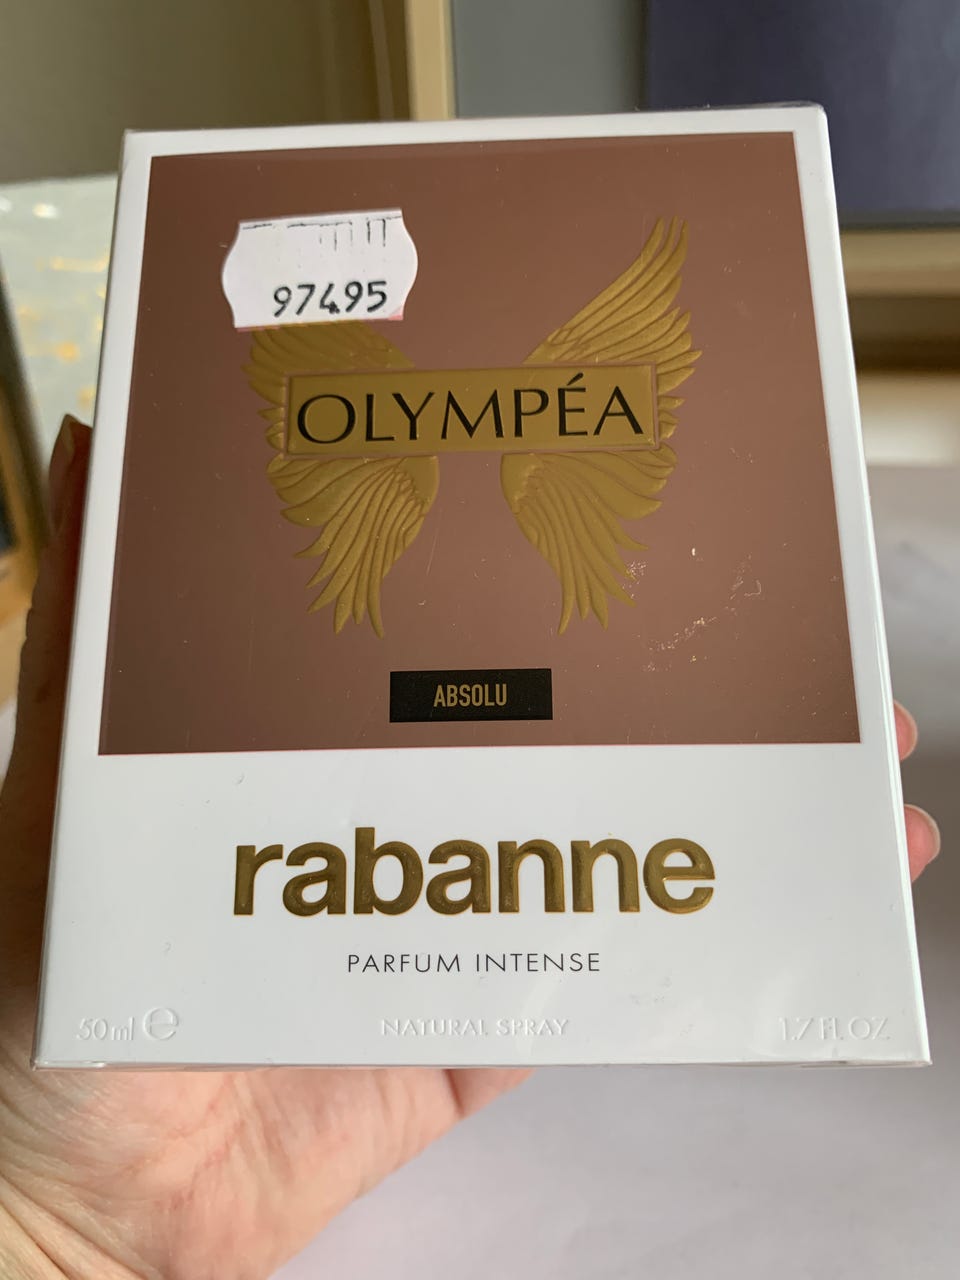 97495
OLYMPÉA
ABSOLU
rabanne
PARFUM INTENSE
50 ml ℮
NATURAL SPRAY
1.7 FL. OZ